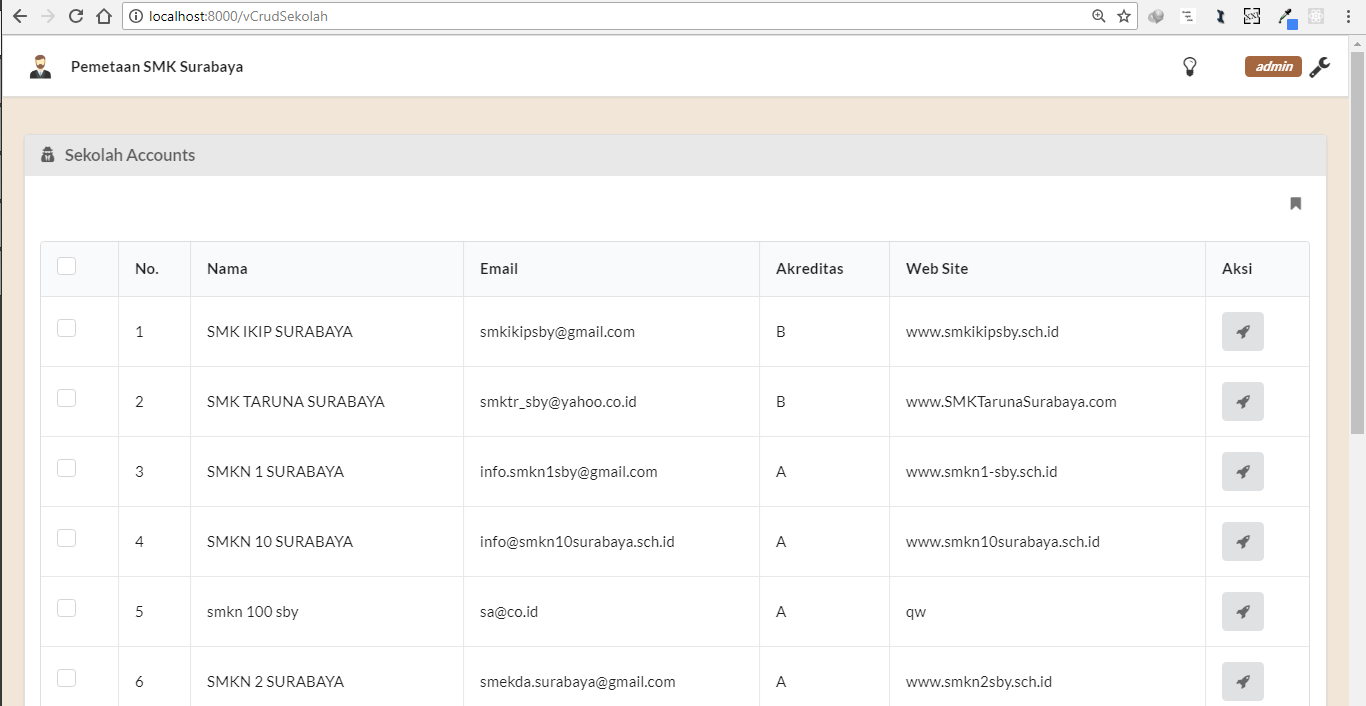 localhost:8000/vCrudSekolah
Pemetaan SMK Surabaya
admin
Sekolah Accounts
No. Nama Email Akreditas Web Site Aksi
1 SMK IKIP SURABAYA smkikipsby@gmail.com B www.smkikipsby.sch.id
2 SMK TARUNA SURABAYA smktr_sby@yahoo.co.id B www.SMKTarunaSurabaya.com
3 SMKN 1 SURABAYA info.smkn1sby@gmail.com A www.smkn1-sby.sch.id
4 SMKN 10 SURABAYA info@smkn10surabaya.sch.id A www.smkn10surabaya.sch.id
5 smkn 100 sby sa@co.id A qw
6 SMKN 2 SURABAYA smekda.surabaya@gmail.com A www.smkn2sby.sch.id